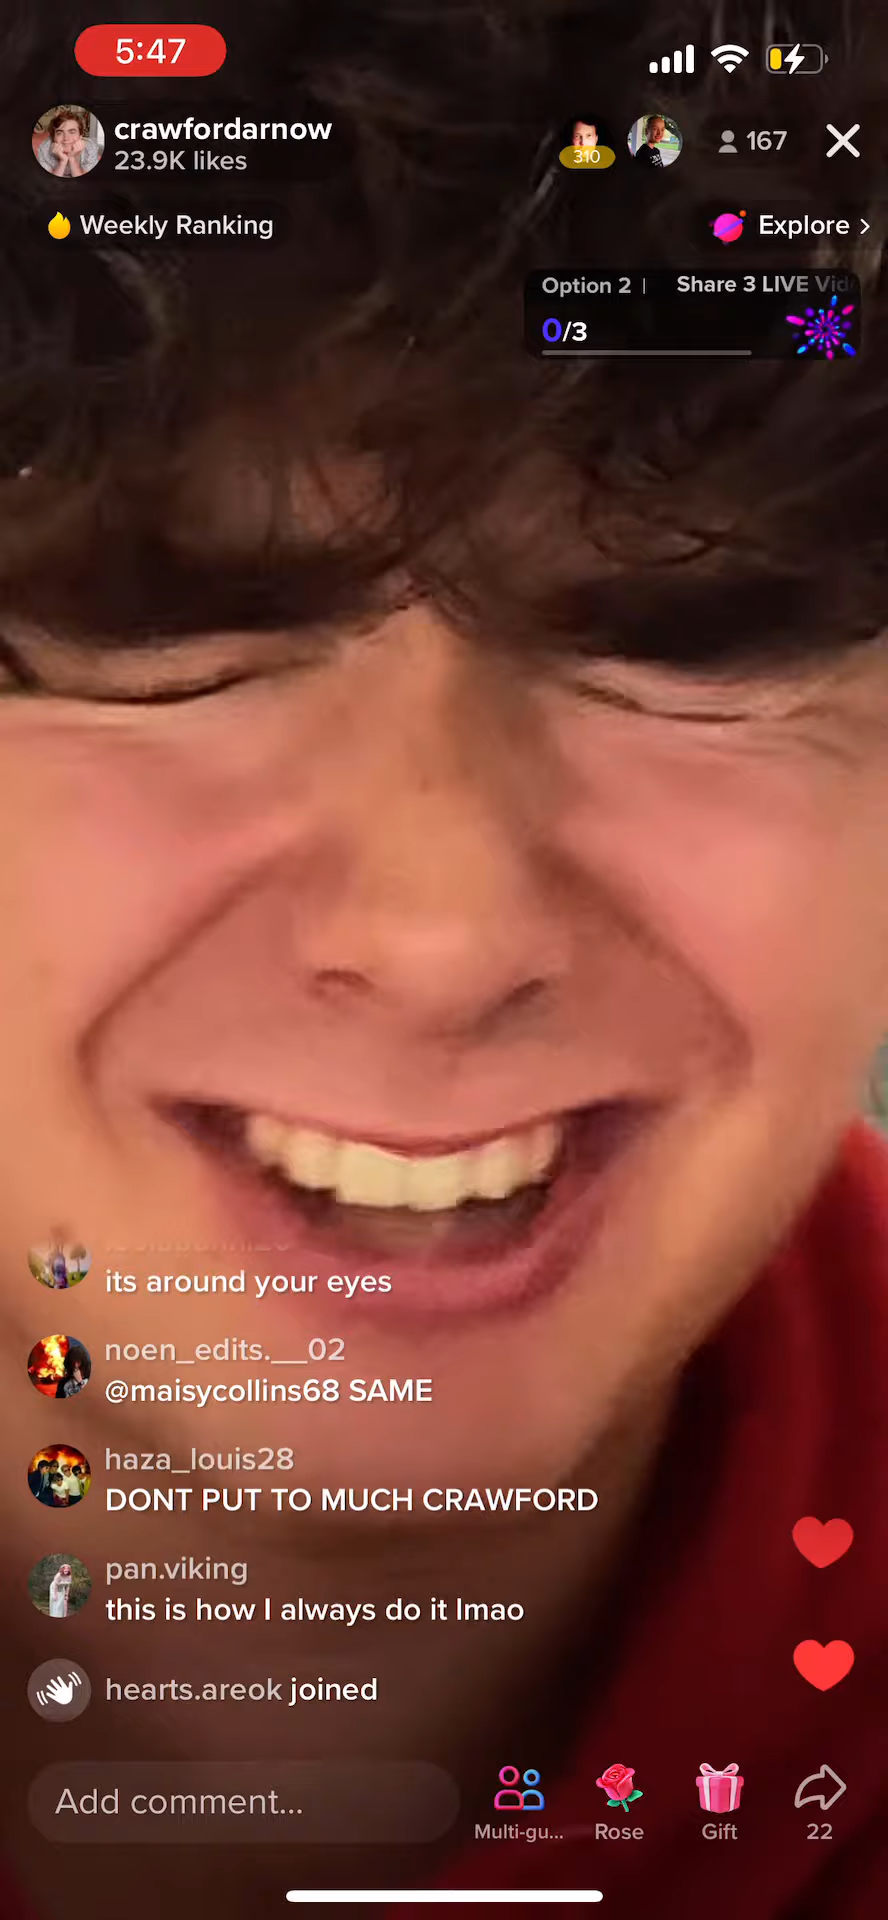 5:47
crawfordarnow
23.9K likes
310
167
Weekly Ranking
Explore >
Option 2 | Share 3 LIVE Vid
0/3
its around your eyes
noen_edits.__02
@maisycollins68 SAME
haza_louis28
DONT PUT TO MUCH CRAWFORD
pan.viking
this is how I always do it lmao
hearts.areok joined
Add comment...
Multi-gu...
Rose
Gift
22